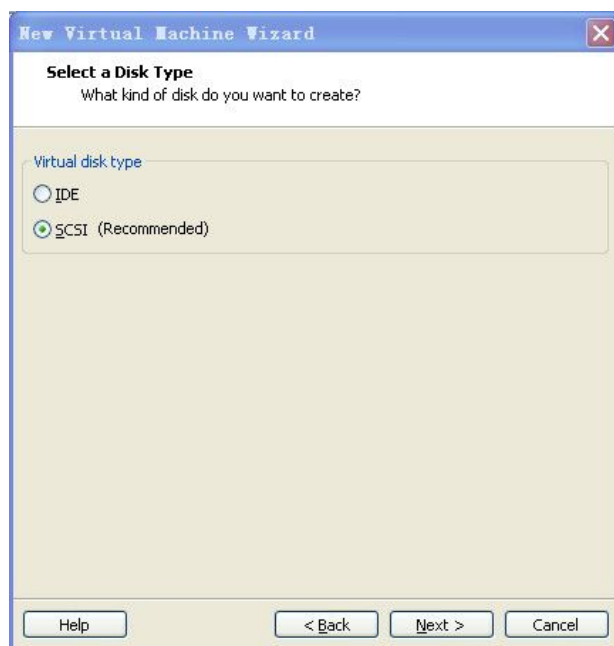 New Virtual Machine Wizard
Select a Disk Type
What kind of disk do you want to create?
Virtual disk type
IDE
SCSI (Recommended)
Help
< Back
Next >
Cancel